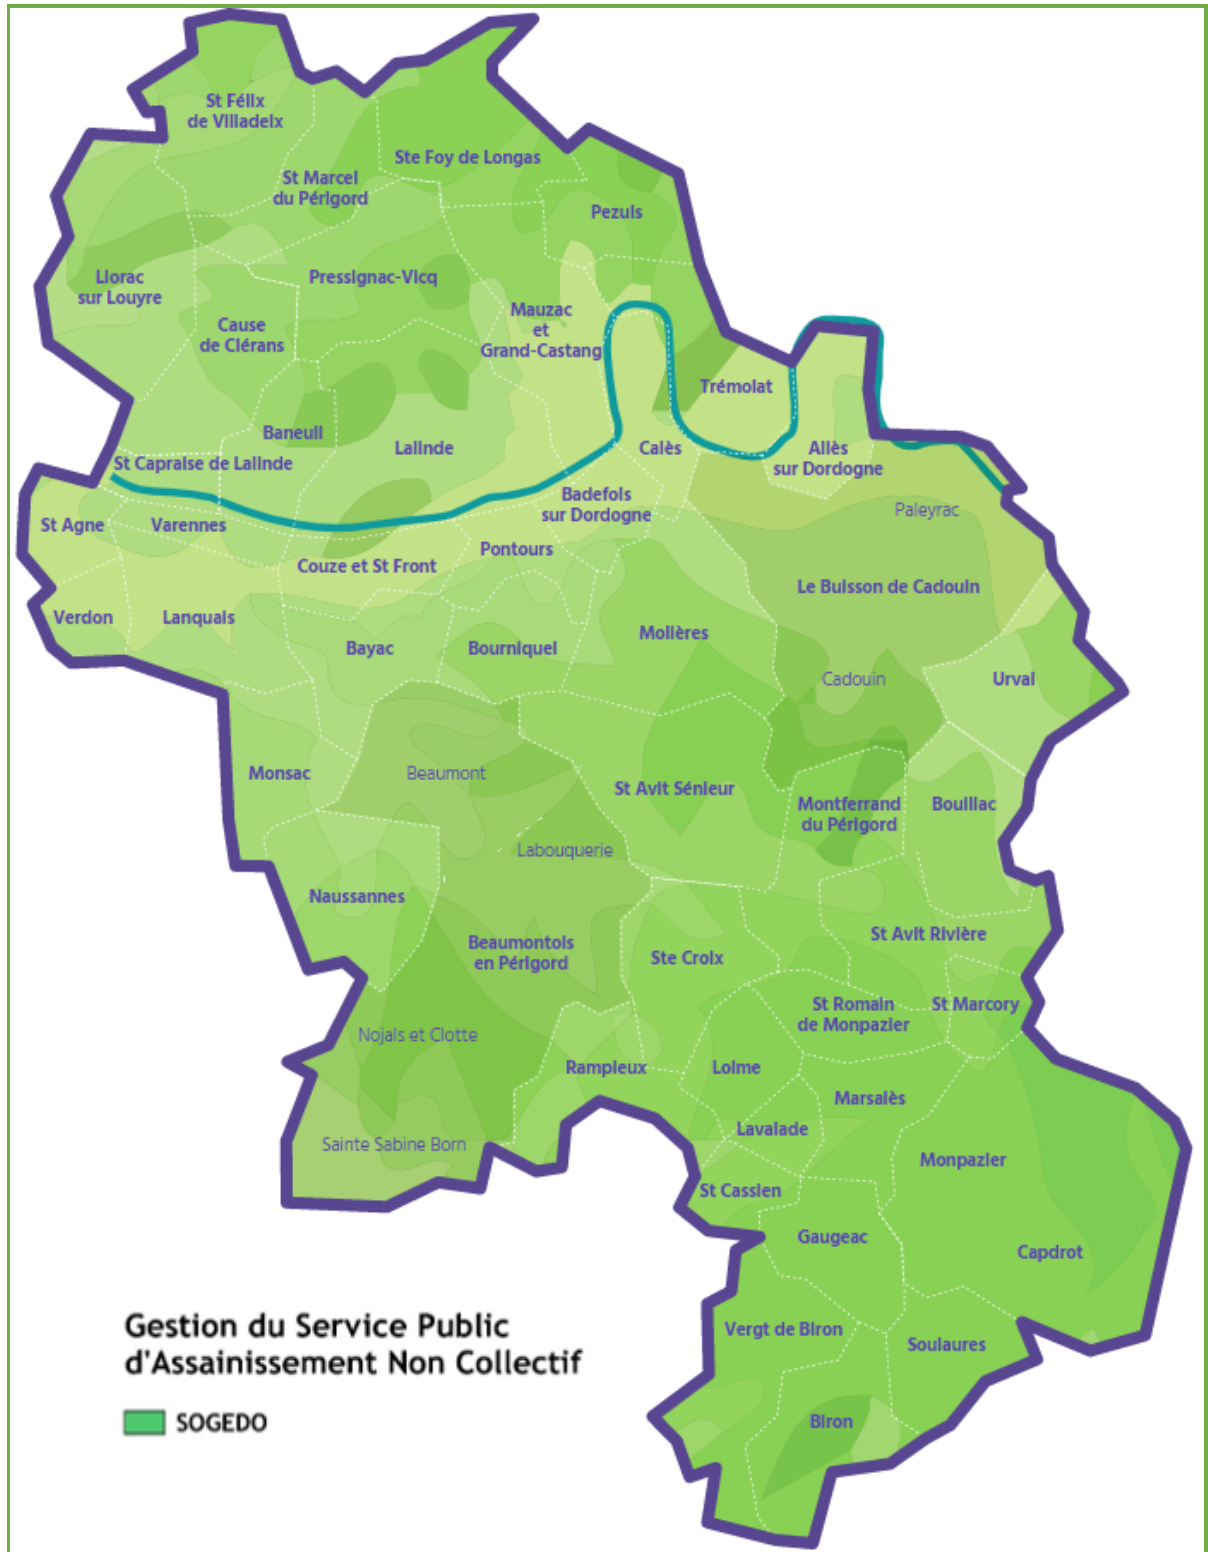 St Félix
de Villadeix
Ste Foy de Longas
St Marcel
du Périgord
Pezuls
Liorac
sur Louyre
Pressignac-Vicq
Mauzac
et
Grand-Castang
Cause
de Clérans
Trémolat
Baneuil
Lalinde
Calès
Allès
sur Dordogne
St Capraise de Lalinde
Badefols
sur Dordogne
Paleyrac
St Agne
Varennes
Pontours
Couze et St Front
Le Buisson de Cadouin
Verdon
Lanquais
Molières
Bayac
Bourniquel
Cadouin
Urval
Monsac
Beaumont
St Avit Sénieur
Montferrand
du Périgord
Bouillac
Labouquerie
Naussannes
Beaumontois
en Périgord
St Avit Rivière
Ste Croix
St Romain
de Monpazier
St Marcory
Nojals et Clotte
Rampieux
Lolme
Marsalès
Lavalade
Sainte Sabine Born
Monpazier
St Cassien
Gaugeac
Capdrot
Vergt de Biron
Soulaures
Biron
Gestion du Service Public
d'Assainissement Non Collectif
SOGEDO